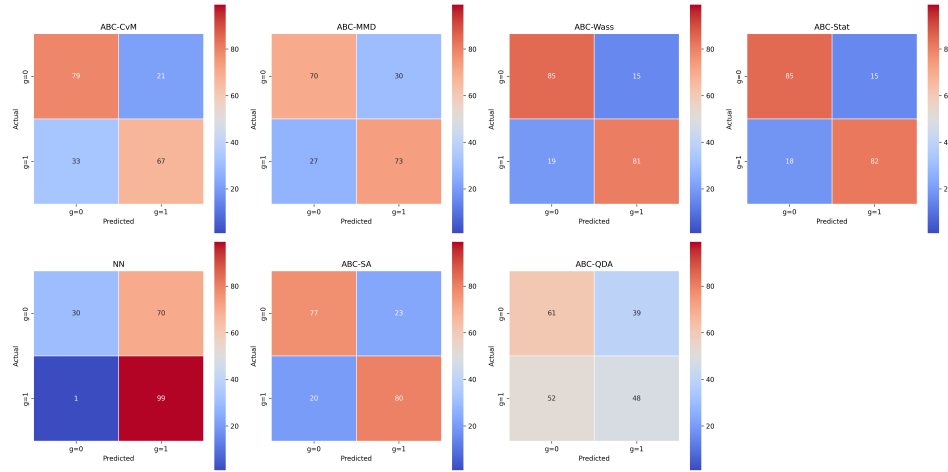 ABC-CvM
g=0
79
21
g=1
33
67
g=0
g=1
Actual
Predicted
80
60
40
20
ABC-MMD
g=0
70
30
g=1
27
73
g=0
g=1
Actual
Predicted
80
60
40
20
ABC-Wass
g=0
85
15
g=1
19
81
g=0
g=1
Actual
Predicted
80
60
40
20
ABC-Stat
g=0
85
15
g=1
18
82
g=0
g=1
Actual
Predicted
8
6
4
2
NN
g=0
30
70
g=1
1
99
g=0
g=1
Actual
Predicted
80
60
40
20
ABC-SA
g=0
77
23
g=1
20
80
g=0
g=1
Actual
Predicted
80
60
40
20
ABC-QDA
g=0
61
39
g=1
52
48
g=0
g=1
Actual
Predicted
80
60
40
20